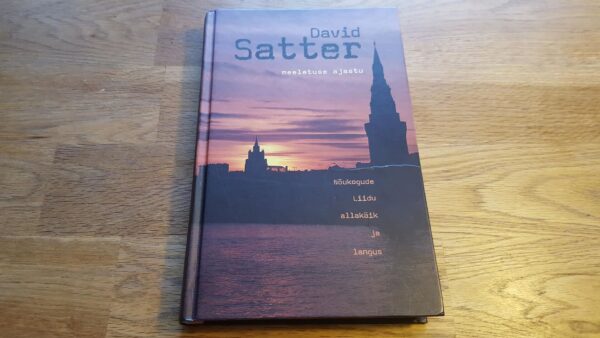 David
Satter
meeletuse ajastu
Nõukogude
Liidu
allakäik
ja
langus